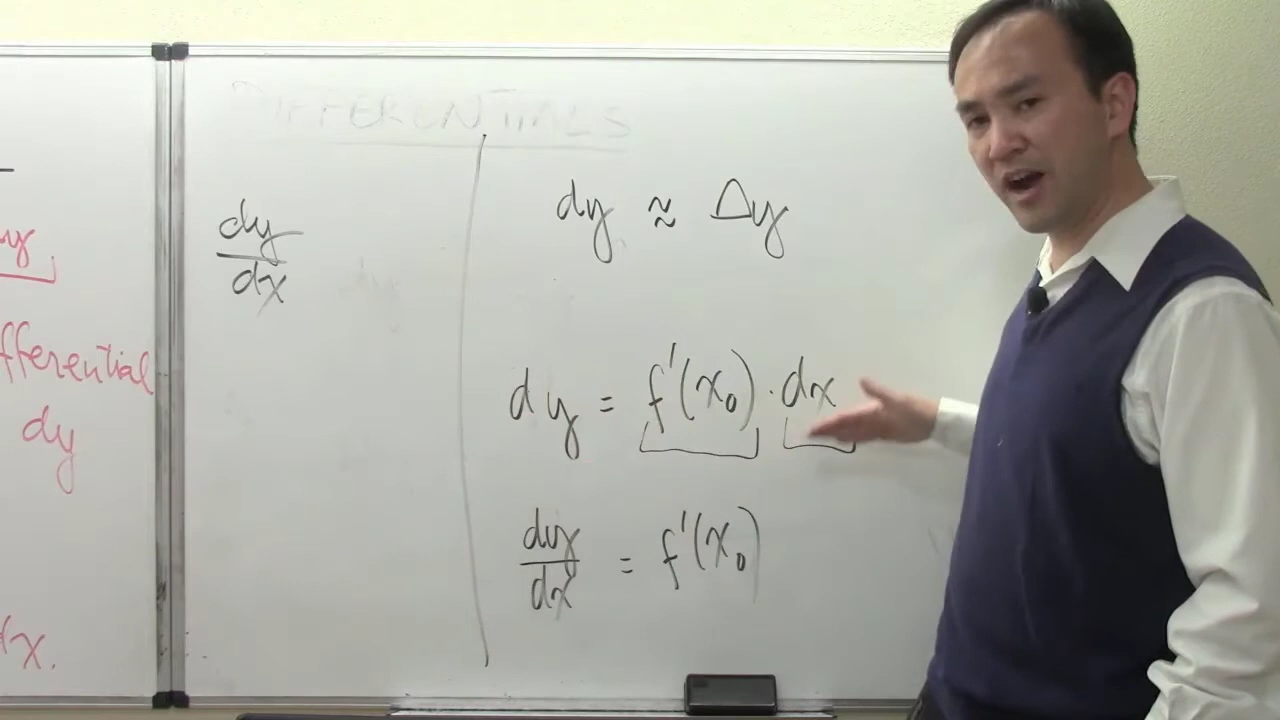 DIFFERENTIALS
y
fferential
dy
dx.
dy/dx
dy ≈ Δy
dy = f'(x₀) · dx
dy/dx = f'(x₀)